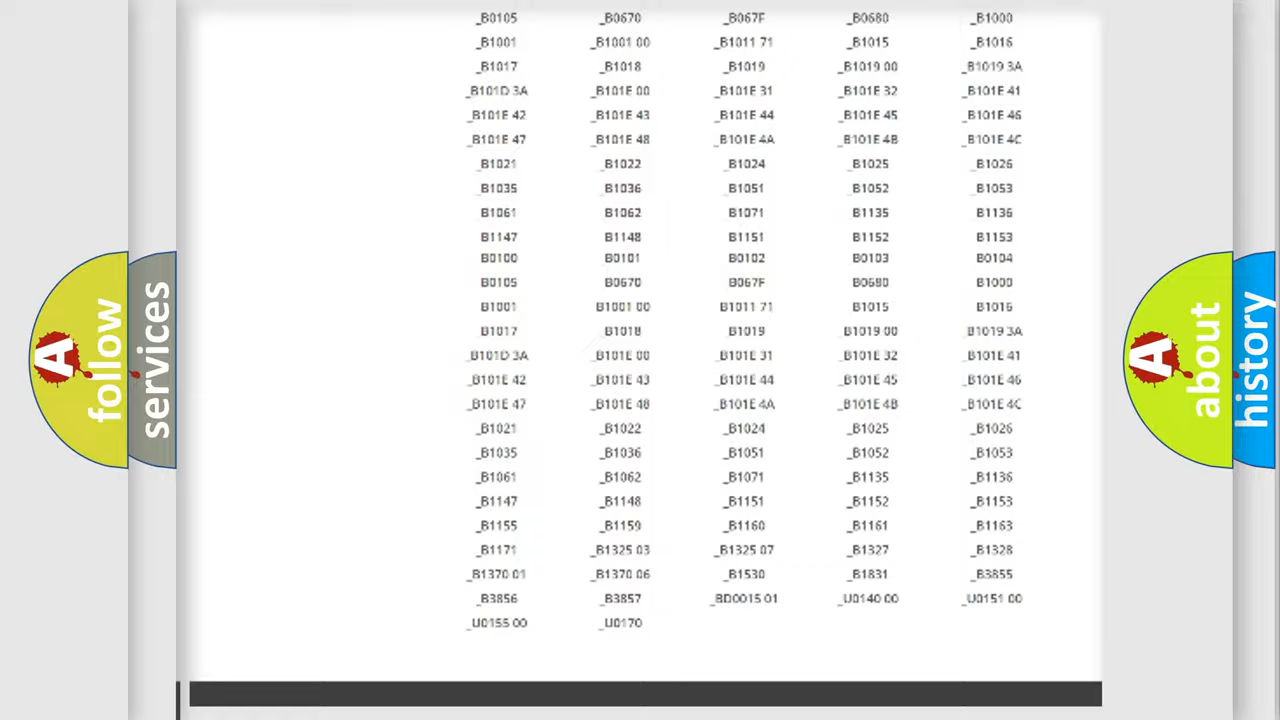 _B0105 _B0670 _B067F _B0680 _B1000
_B1001 _B1001 00 _B1011 71 _B1015 _B1016
_B1017 _B1018 _B1019 _B1019 00 _B1019 3A
_B101D 3A _B101E 00 _B101E 31 _B101E 32 _B101E 41
_B101E 42 _B101E 43 _B101E 44 _B101E 45 _B101E 46
_B101E 47 _B101E 48 _B101E 4A _B101E 4B _B101E 4C
_B1021 _B1022 _B1024 _B1025 _B1026
_B1035 _B1036 _B1051 _B1052 _B1053
B1061 B1062 B1071 B1135 B1136
B1147 B1148 B1151 B1152 B1153
B0100 B0101 B0102 B0103 B0104
B0105 B0670 B067F B0680 B1000
B1001 B1001 00 B1011 71 B1015 B1016
B1017 B1018 B1019 B1019 00 B1019 3A
_B101D 3A _B101E 00 _B101E 31 _B101E 32 _B101E 41
_B101E 42 _B101E 43 _B101E 44 _B101E 45 _B101E 46
_B101E 47 _B101E 48 _B101E 4A _B101E 4B _B101E 4C
_B1021 _B1022 _B1024 _B1025 _B1026
_B1035 _B1036 _B1051 _B1052 _B1053
_B1061 _B1062 _B1071 _B1135 _B1136
_B1147 _B1148 _B1151 _B1152 _B1153
_B1155 _B1159 _B1160 _B1161 _B1163
_B1171 _B1325 03 _B1325 07 _B1327 _B1328
_B1370 01 _B1370 06 _B1530 _B1831 _B3855
_B3856 _B3857 _BD0015 01 _U0140 00 _U0151 00
_U0155 00 _U0170
A follow
services
A about
history